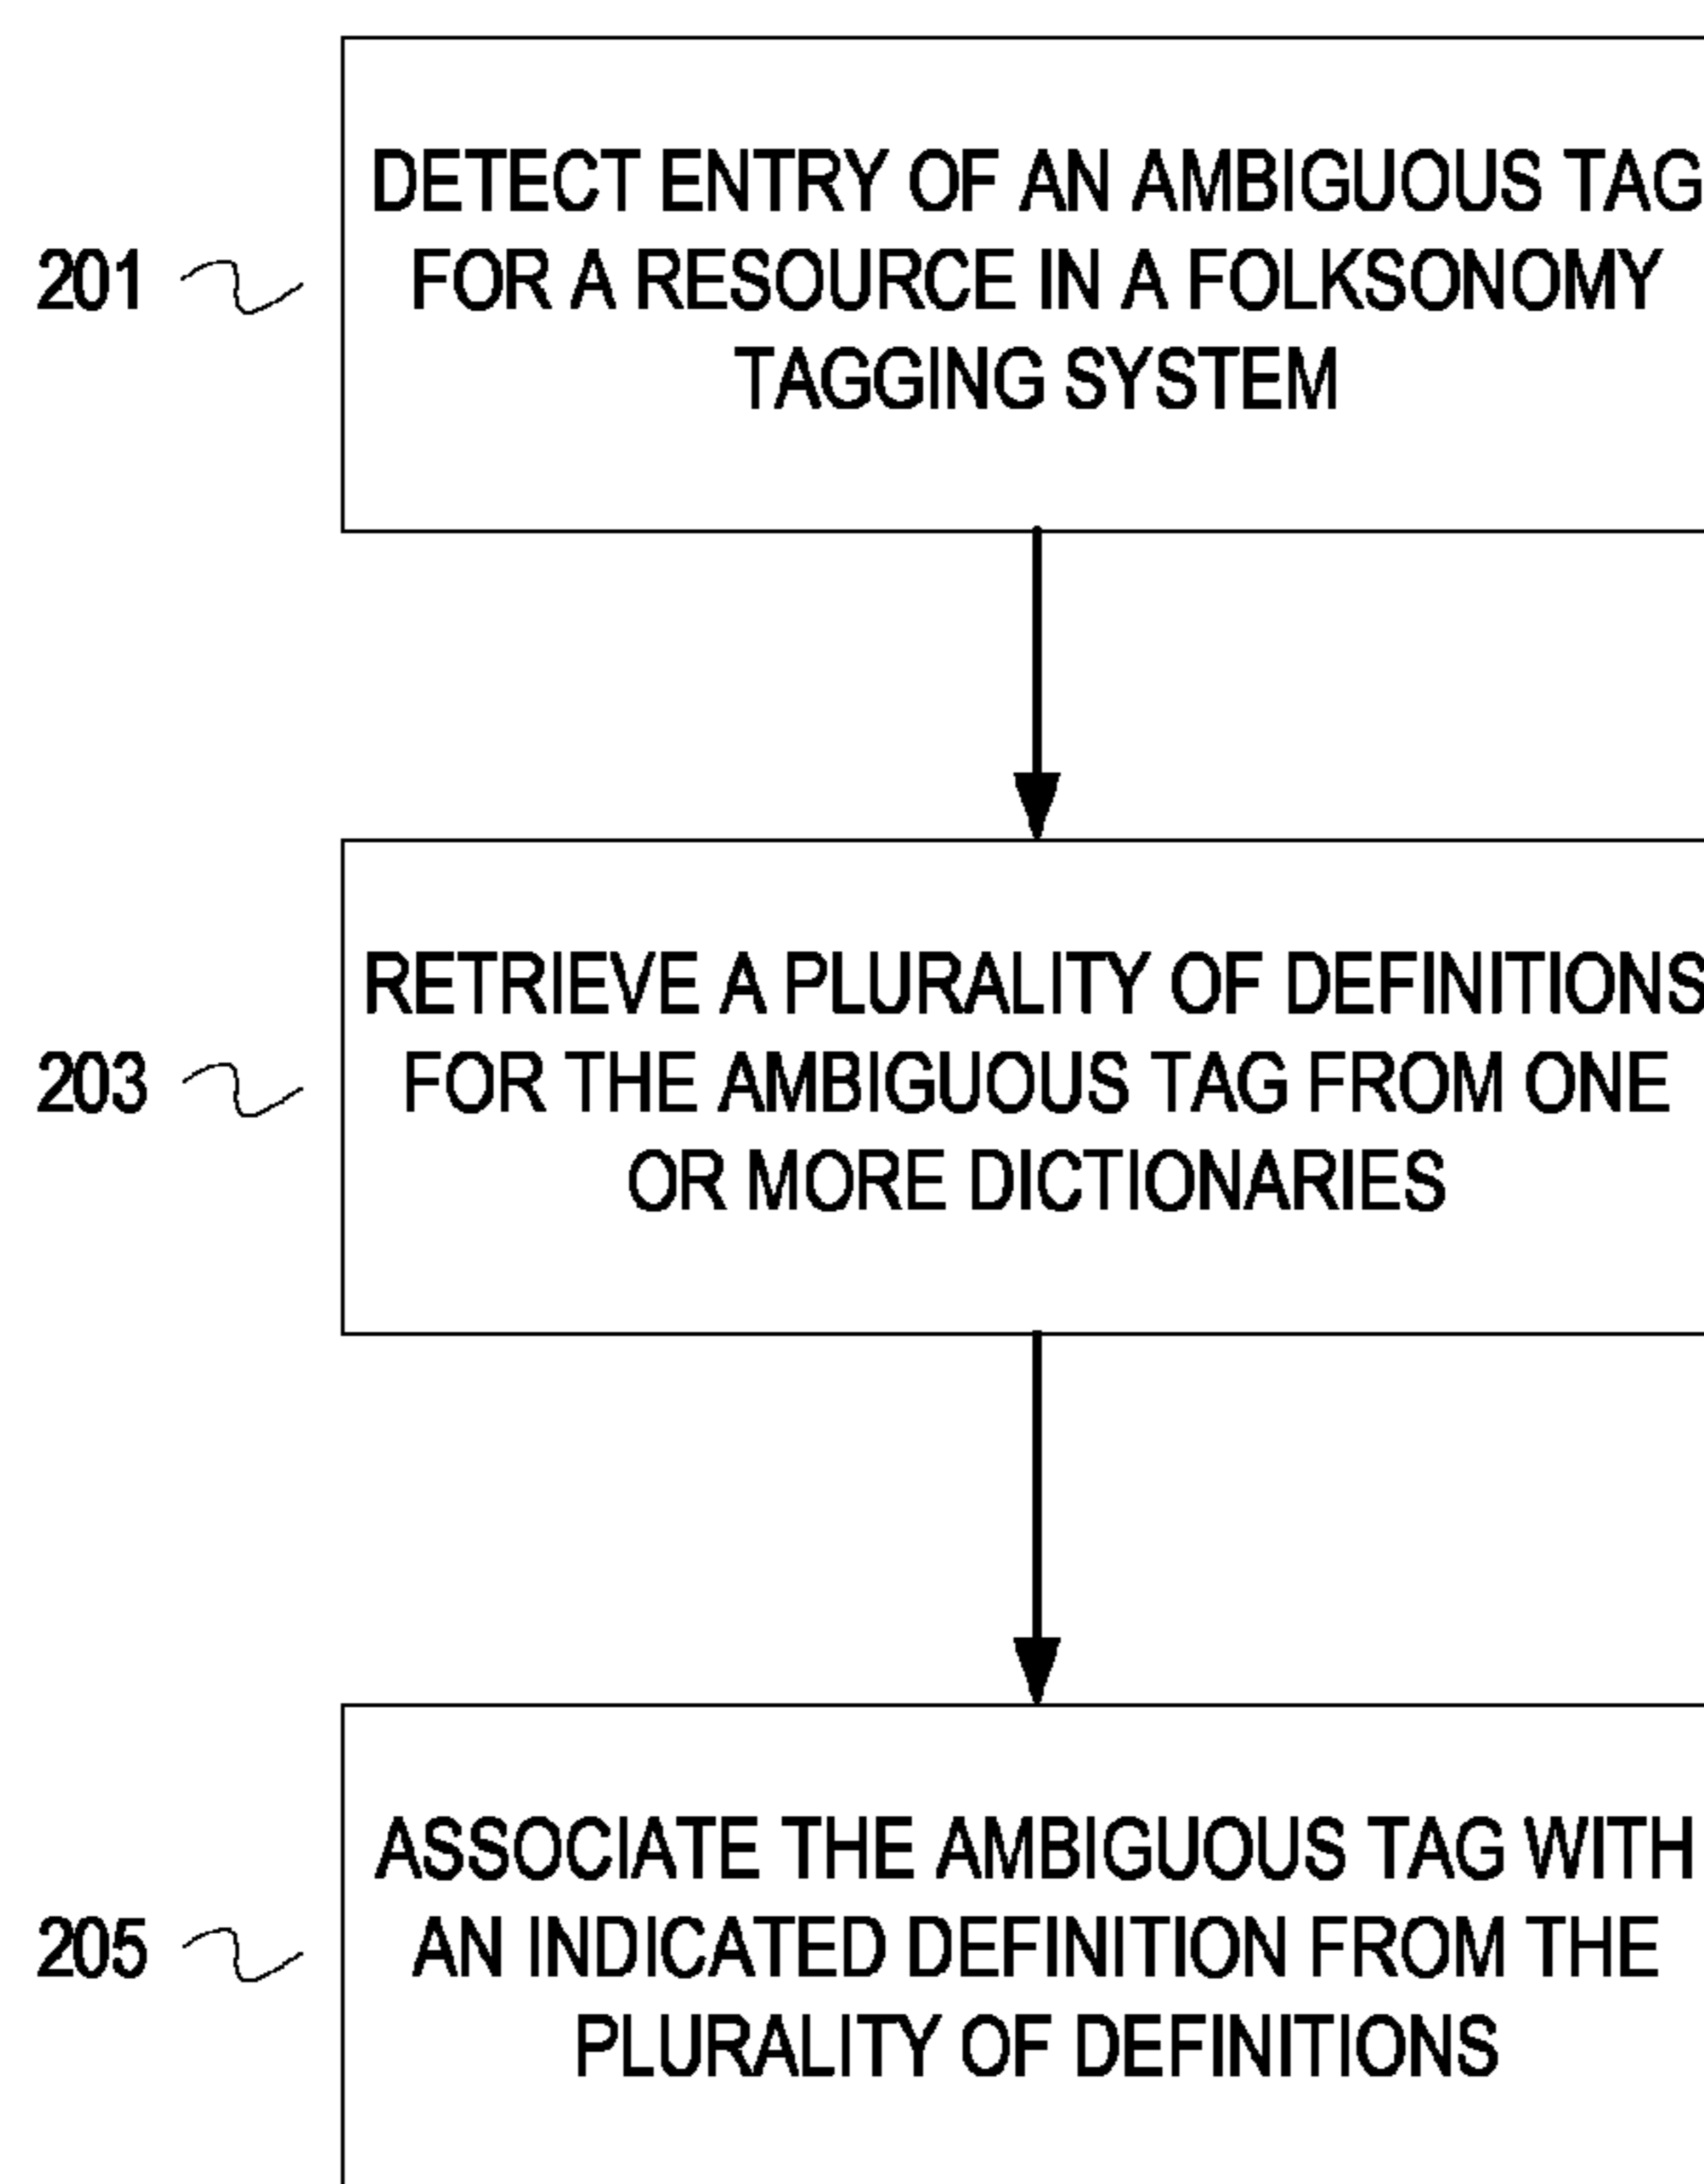 DETECT ENTRY OF AN AMBIGUOUS TAG
201 FOR A RESOURCE IN A FOLKSONOMY
TAGGING SYSTEM
RETRIEVE A PLURALITY OF DEFINITIONS
203 FOR THE AMBIGUOUS TAG FROM ONE
OR MORE DICTIONARIES
ASSOCIATE THE AMBIGUOUS TAG WITH
205 AN INDICATED DEFINITION FROM THE
PLURALITY OF DEFINITIONS